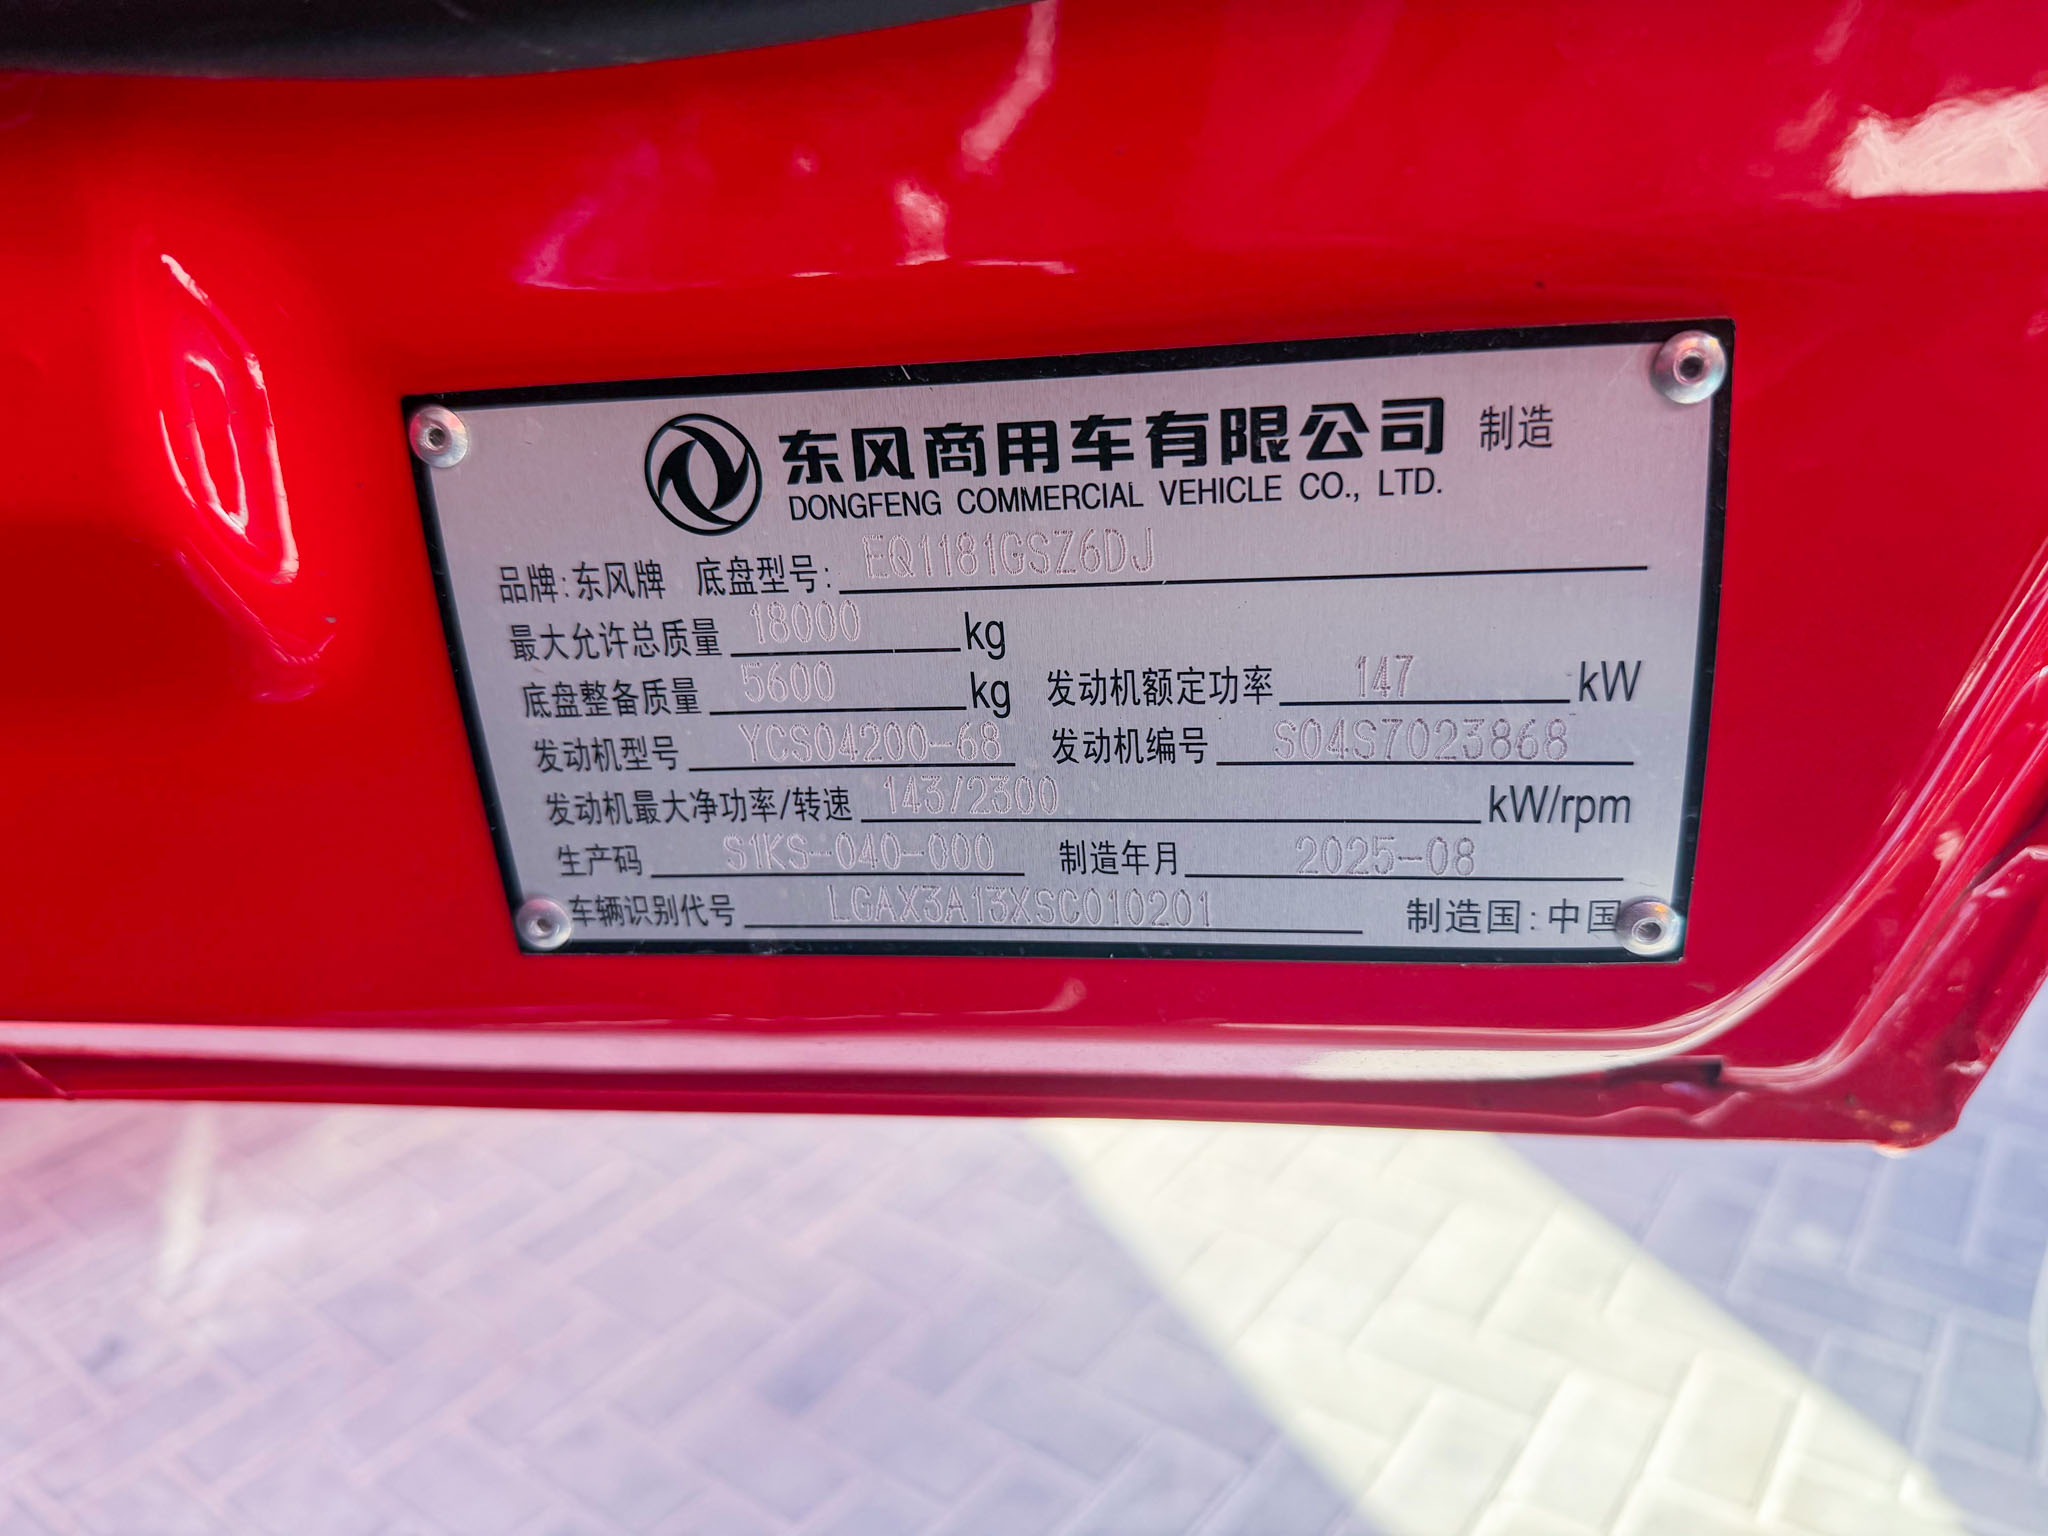 东风商用车有限公司 制造
DONGFENG COMMERCIAL VEHICLE CO., LTD.
品牌:东风牌 底盘型号: EQ1181GSZ6DJ
最大允许总质量 18000 kg
底盘整备质量 5600 kg 发动机额定功率 147 kW
发动机型号 YCS04200-68 发动机编号 S04S7023868
发动机最大净功率/转速 143/2300 kW/rpm
生产码 S1KS-040-000 制造年月 2025-08
车辆识别代号 LGAX3A13XSC010201 制造国:中国